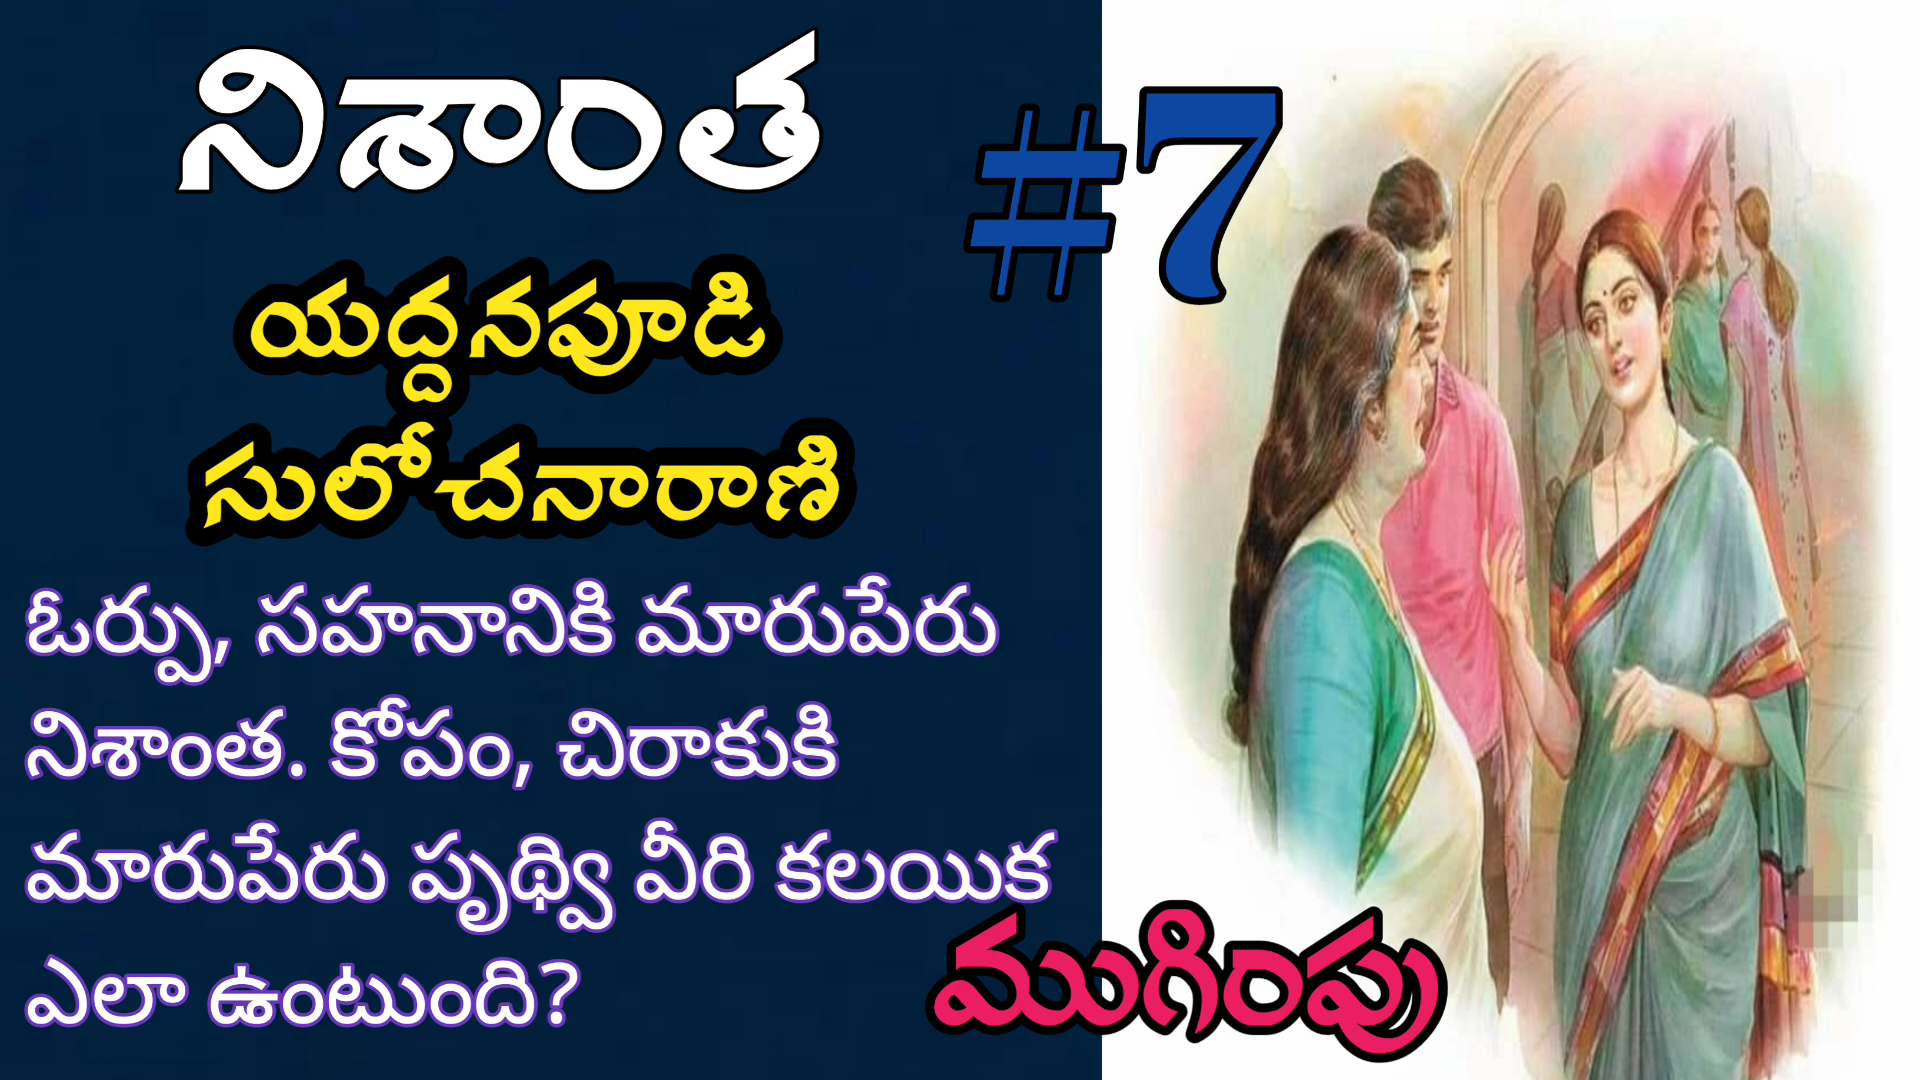 నిశాంత
#7
యద్దనపూడి
సులోచనారాణి
ఓర్పు, సహనానికి మారుపేరు
నిశాంత. కోపం, చిరాకుకి
మారుపేరు పృథ్వి వీరి కలయిక
ఎలా ఉంటుంది?
ముగింపు